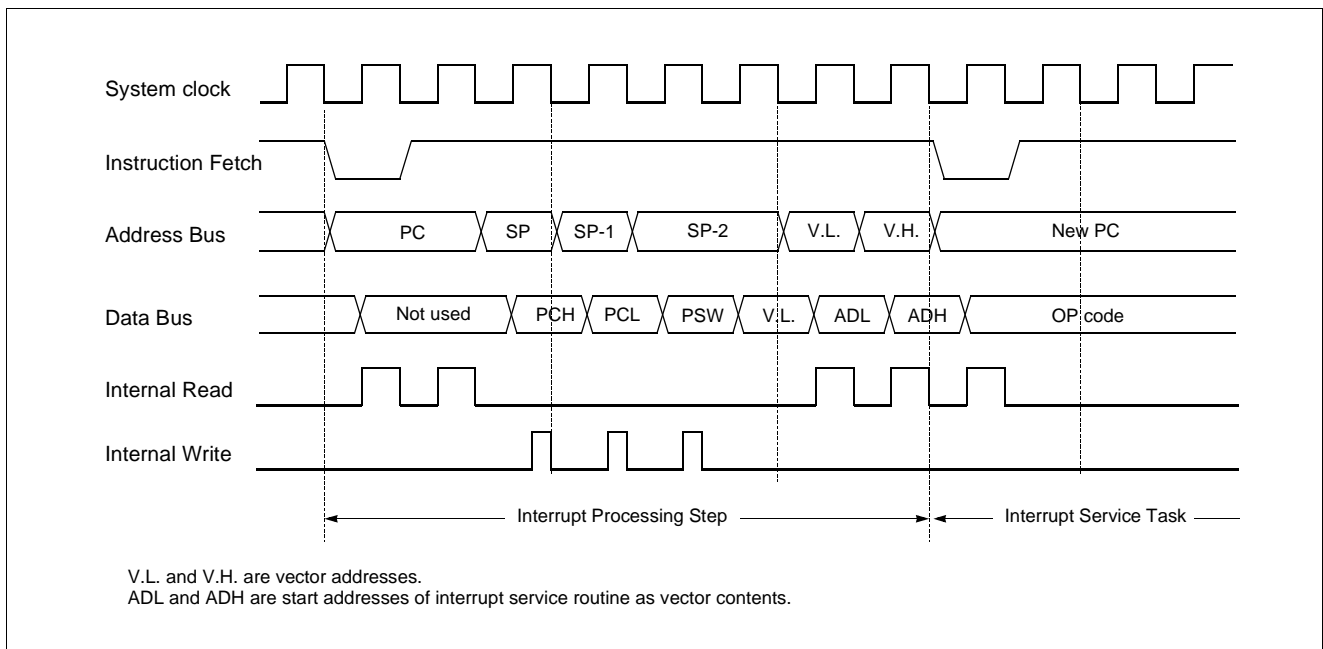 System clock
Instruction Fetch
Address Bus
PC
SP
SP-1
SP-2
V.L.
V.H.
New PC
Data Bus
Not used
PCH
PCL
PSW
V.L.
ADL
ADH
OP code
Internal Read
Internal Write
Interrupt Processing Step
Interrupt Service Task
V.L. and V.H. are vector addresses.
ADL and ADH are start addresses of interrupt service routine as vector contents.